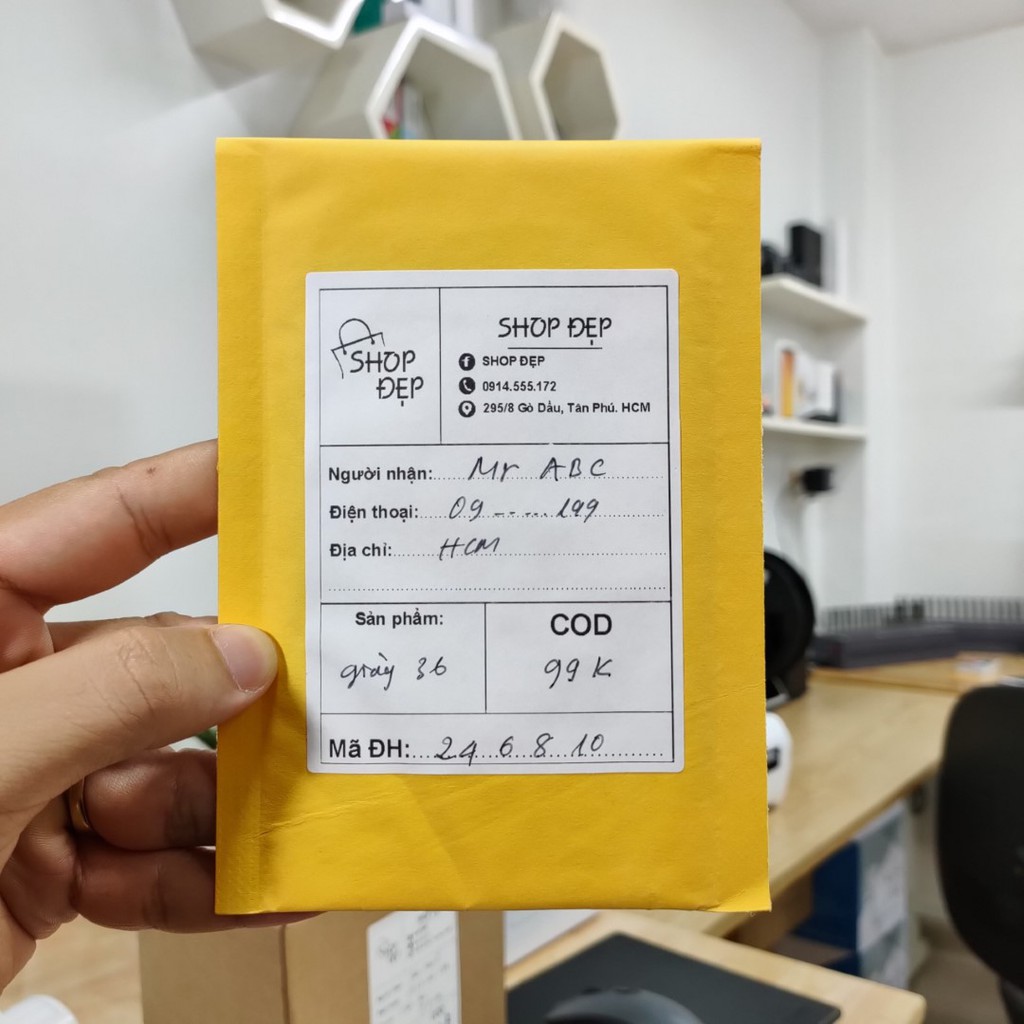 SHOP
ĐẸP
SHOP ĐẸP
SHOP ĐẸP
0914.555.172
295/8 Gò Dầu, Tân Phú. HCM
Người nhận: Mr ABC
Điện thoại: 09 ..... 199
Địa chỉ: HCM
Sản phẩm:
giày 36
COD
99 K
Mã ĐH: 24 6 8 10